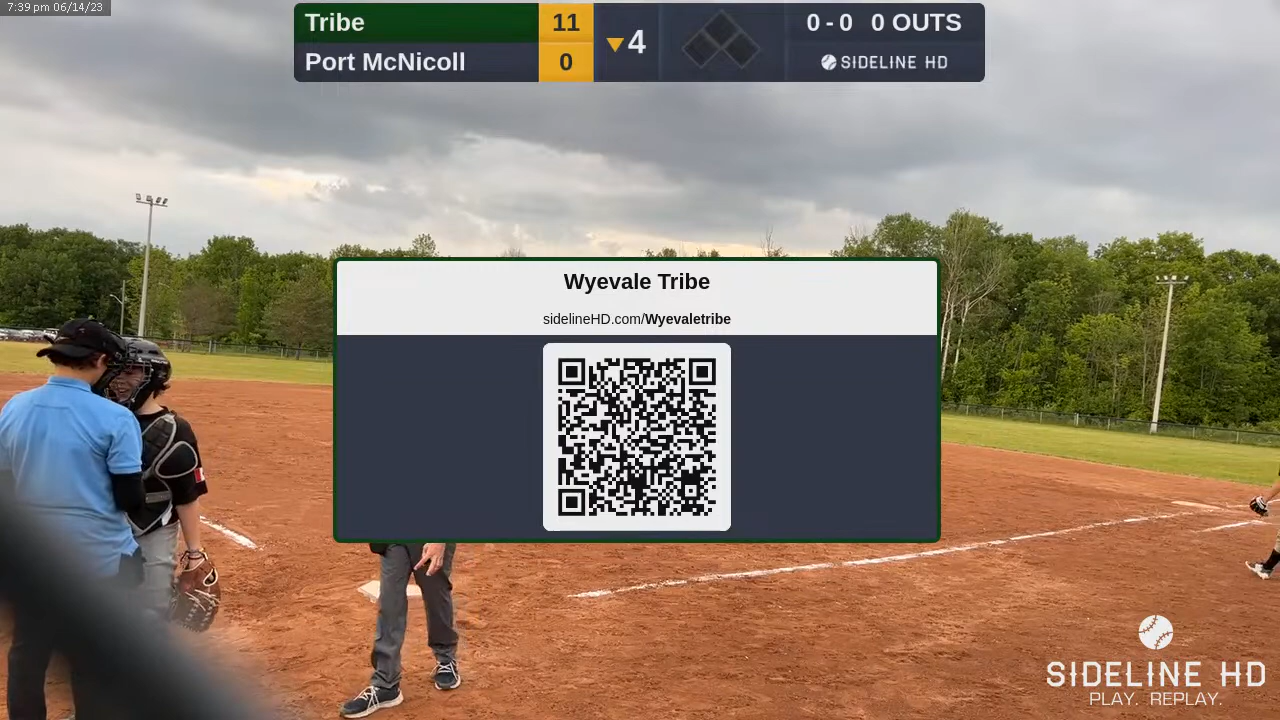 7:39 pm 06/14/23
Tribe 11
Port McNicoll 0
4
0 - 0 0 OUTS
SIDELINE HD
Wyevale Tribe
sidelineHD.com/Wyevaletribe
SIDELINE HD
PLAY. REPLAY.